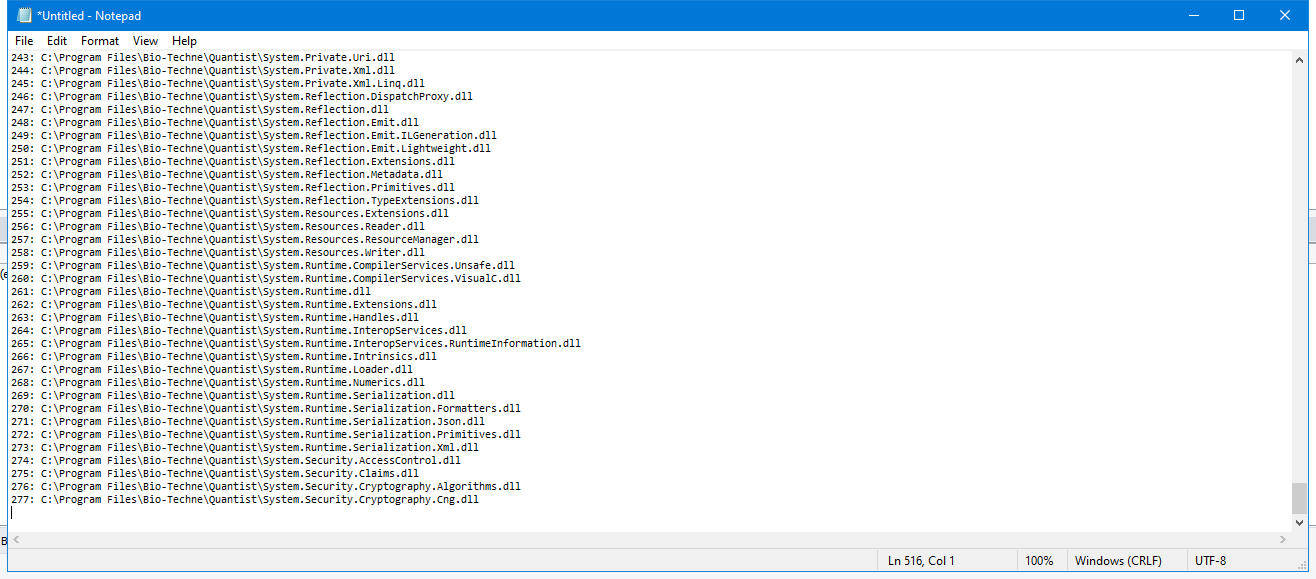 *Untitled - Notepad
File Edit Format View Help
243: C:\Program Files\Bio-Techne\Quantist\System.Private.Uri.dll
244: C:\Program Files\Bio-Techne\Quantist\System.Private.Xml.dll
245: C:\Program Files\Bio-Techne\Quantist\System.Private.Xml.Linq.dll
246: C:\Program Files\Bio-Techne\Quantist\System.Reflection.DispatchProxy.dll
247: C:\Program Files\Bio-Techne\Quantist\System.Reflection.dll
248: C:\Program Files\Bio-Techne\Quantist\System.Reflection.Emit.dll
249: C:\Program Files\Bio-Techne\Quantist\System.Reflection.Emit.ILGeneration.dll
250: C:\Program Files\Bio-Techne\Quantist\System.Reflection.Emit.Lightweight.dll
251: C:\Program Files\Bio-Techne\Quantist\System.Reflection.Extensions.dll
252: C:\Program Files\Bio-Techne\Quantist\System.Reflection.Metadata.dll
253: C:\Program Files\Bio-Techne\Quantist\System.Reflection.Primitives.dll
254: C:\Program Files\Bio-Techne\Quantist\System.Reflection.TypeExtensions.dll
255: C:\Program Files\Bio-Techne\Quantist\System.Resources.Extensions.dll
256: C:\Program Files\Bio-Techne\Quantist\System.Resources.Reader.dll
257: C:\Program Files\Bio-Techne\Quantist\System.Resources.ResourceManager.dll
258: C:\Program Files\Bio-Techne\Quantist\System.Resources.Writer.dll
259: C:\Program Files\Bio-Techne\Quantist\System.Runtime.CompilerServices.Unsafe.dll
260: C:\Program Files\Bio-Techne\Quantist\System.Runtime.CompilerServices.VisualC.dll
261: C:\Program Files\Bio-Techne\Quantist\System.Runtime.dll
262: C:\Program Files\Bio-Techne\Quantist\System.Runtime.Extensions.dll
263: C:\Program Files\Bio-Techne\Quantist\System.Runtime.Handles.dll
264: C:\Program Files\Bio-Techne\Quantist\System.Runtime.InteropServices.dll
265: C:\Program Files\Bio-Techne\Quantist\System.Runtime.InteropServices.RuntimeInformation.dll
266: C:\Program Files\Bio-Techne\Quantist\System.Runtime.Intrinsics.dll
267: C:\Program Files\Bio-Techne\Quantist\System.Runtime.Loader.dll
268: C:\Program Files\Bio-Techne\Quantist\System.Runtime.Numerics.dll
269: C:\Program Files\Bio-Techne\Quantist\System.Runtime.Serialization.dll
270: C:\Program Files\Bio-Techne\Quantist\System.Runtime.Serialization.Formatters.dll
271: C:\Program Files\Bio-Techne\Quantist\System.Runtime.Serialization.Json.dll
272: C:\Program Files\Bio-Techne\Quantist\System.Runtime.Serialization.Primitives.dll
273: C:\Program Files\Bio-Techne\Quantist\System.Runtime.Serialization.Xml.dll
274: C:\Program Files\Bio-Techne\Quantist\System.Security.AccessControl.dll
275: C:\Program Files\Bio-Techne\Quantist\System.Security.Claims.dll
276: C:\Program Files\Bio-Techne\Quantist\System.Security.Cryptography.Algorithms.dll
277: C:\Program Files\Bio-Techne\Quantist\System.Security.Cryptography.Cng.dll
Ln 516, Col 1 100% Windows (CRLF) UTF-8